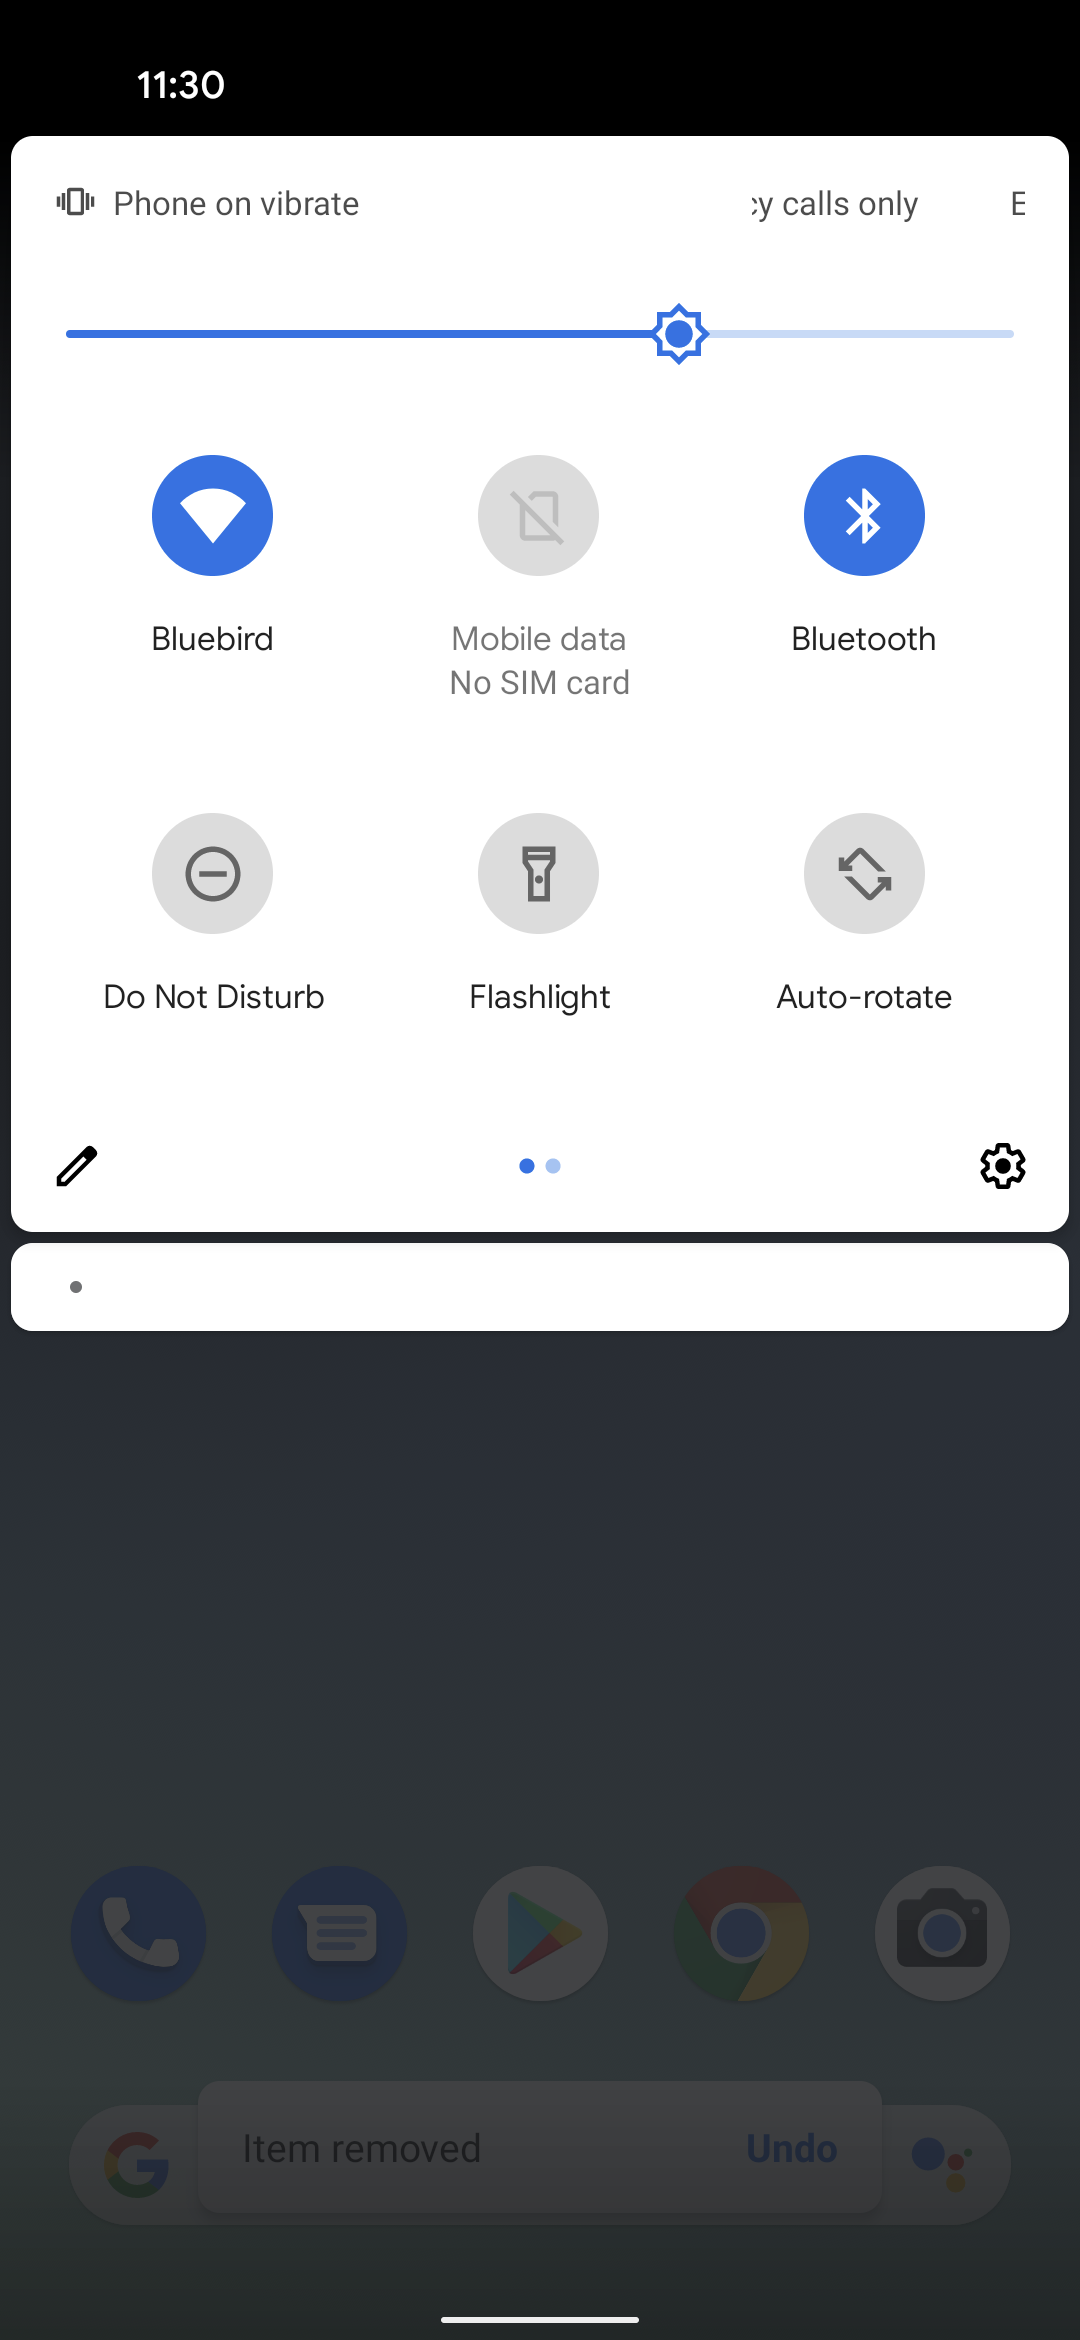 11:30
Phone on vibrate
calls only
Bluebird
Mobile data
No SIM card
Bluetooth
Do Not Disturb
Flashlight
Auto-rotate
Item removed
Undo